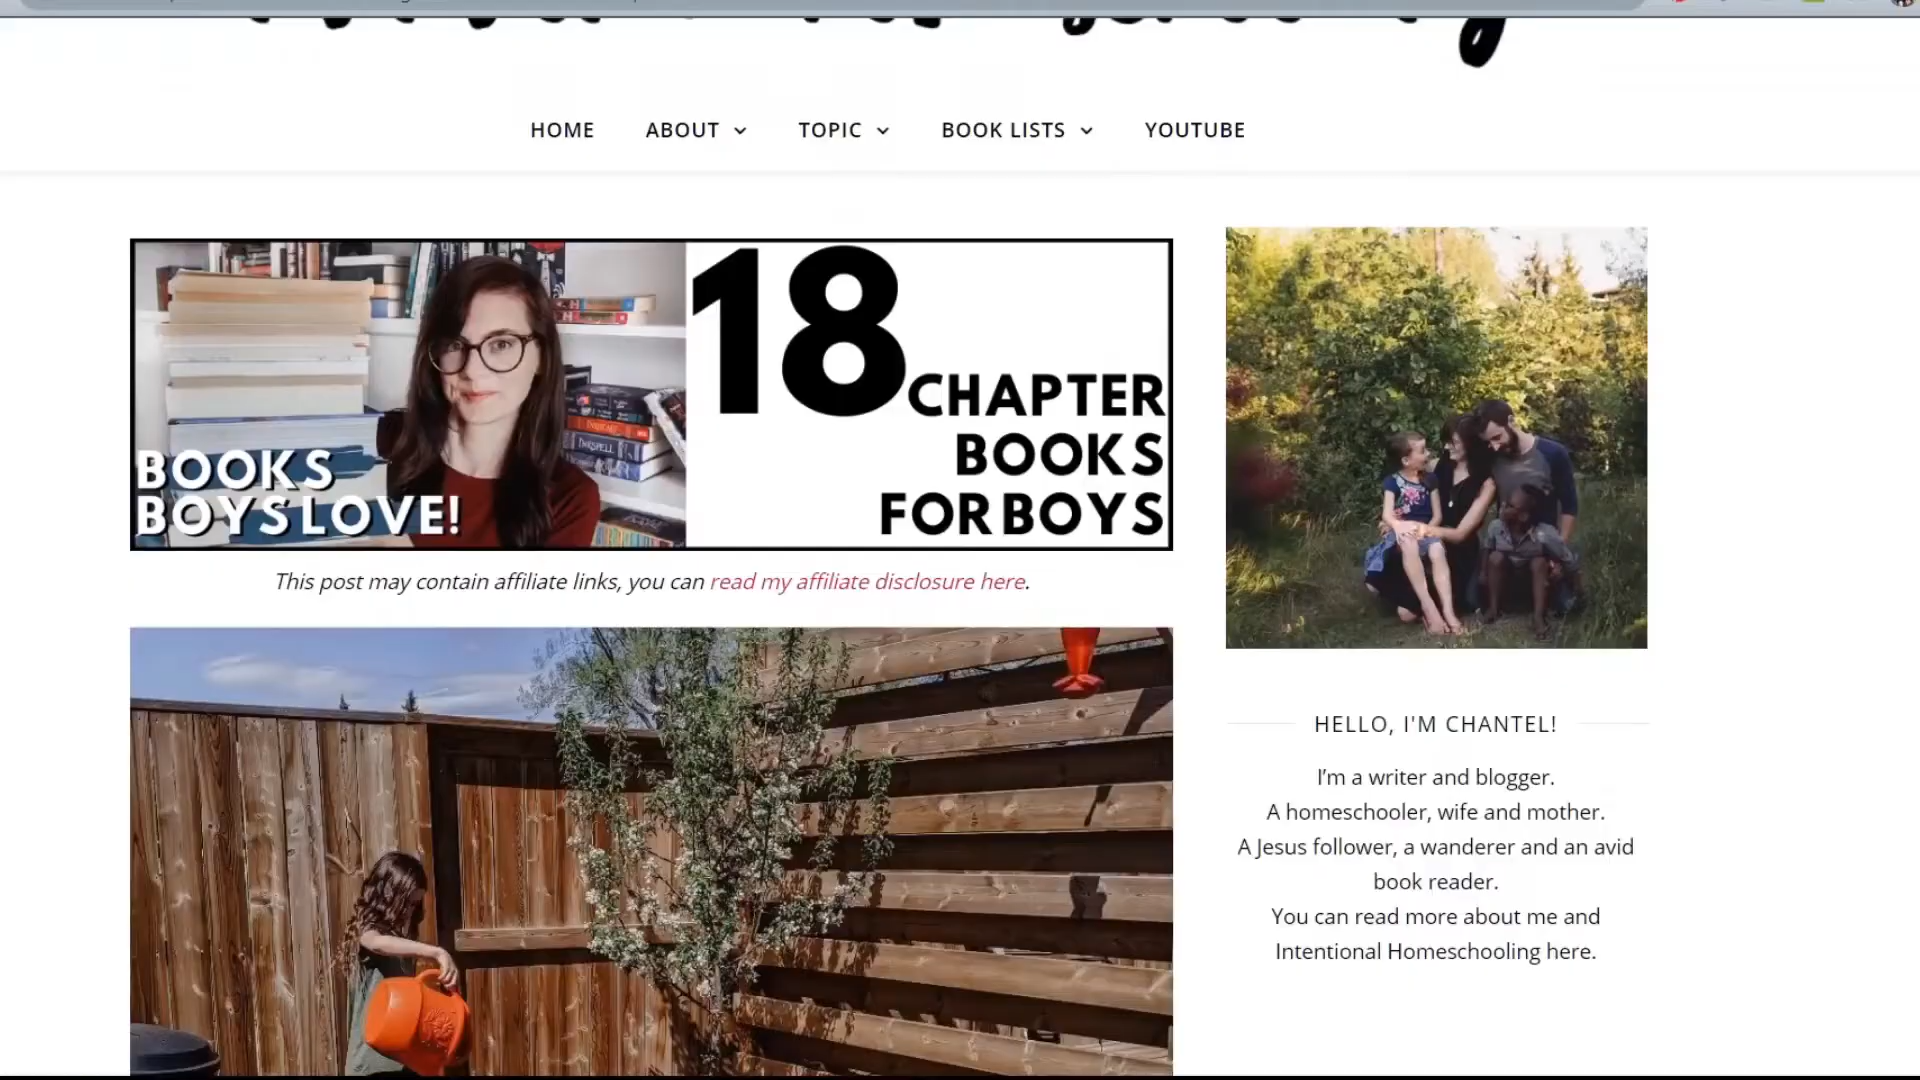 HOME ABOUT TOPIC BOOK LISTS YOUTUBE
BOOKS
BOYS LOVE!
18
CHAPTER
BOOKS
FOR BOYS
This post may contain affiliate links, you can read my affiliate disclosure here.
HELLO, I'M CHANTEL!
I'm a writer and blogger.
A homeschooler, wife and mother.
A Jesus follower, a wanderer and an avid
book reader.
You can read more about me and
Intentional Homeschooling here.